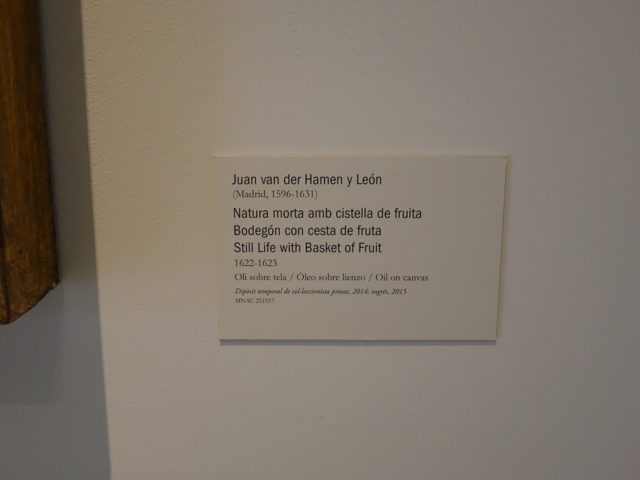 Juan van der Hamen y León
(Madrid, 1596-1631)
Natura morta amb cistella de fruita
Bodegón con cesta de fruta
Still Life with Basket of Fruit
1622-1623
Oli sobre tela / Óleo sobre lienzo / Oil on canvas
Dipòsit temporal de col·leccionista privat, 2014; ingrés, 2015
MNAC 251517